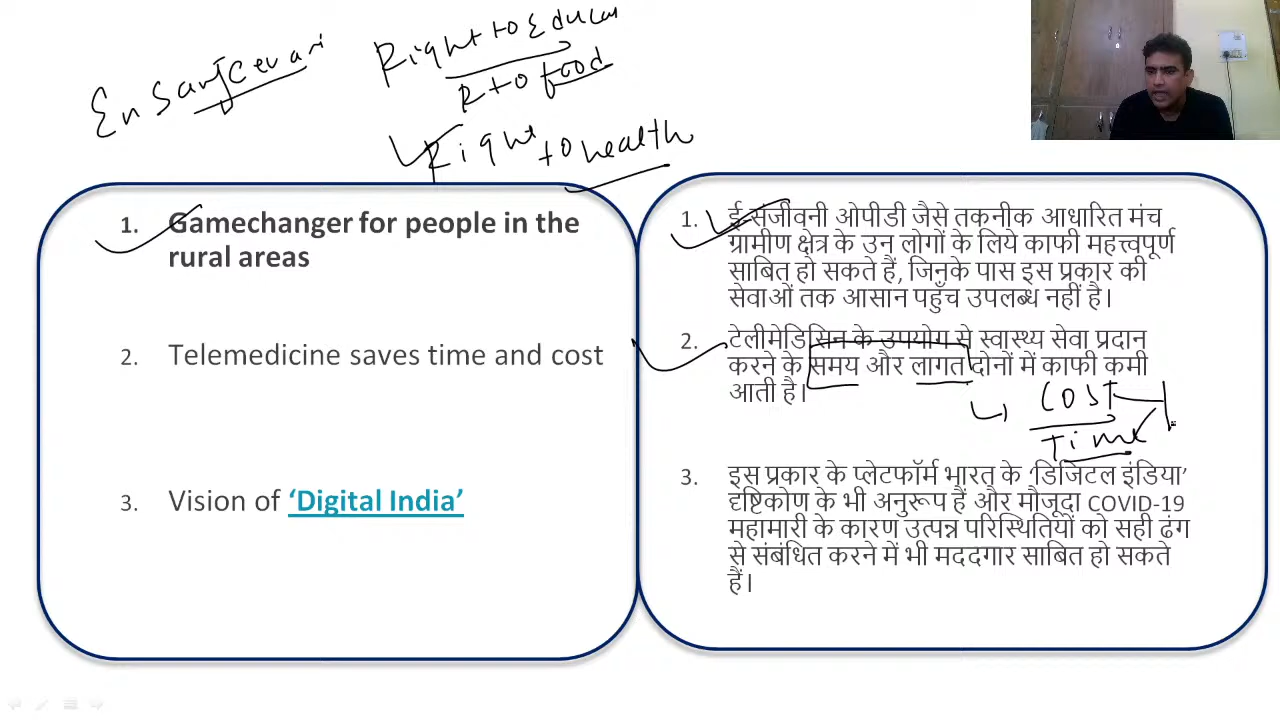 Right to Educa
R to food
Right to health
1. Gamechanger for people in the
rural areas
2. Telemedicine saves time and cost
3. Vision of ‘Digital India’
1. ई संजीवनी ओपीडी जैसे तकनीक आधारित मंच
ग्रामीण क्षेत्र के उन लोगों के लिये काफी महत्त्वपूर्ण
साबित हो सकते हैं, जिनके पास इस प्रकार की
सेवाओं तक आसान पहुँच उपलब्ध नहीं है।
2. टेलीमेडिसिन के उपयोग से स्वास्थ्य सेवा प्रदान
करने के समय और लागत दोनों में काफी कमी
आती है।
COST
Time
3. इस प्रकार के प्लेटफॉर्म भारत के ‘डिजिटल इंडिया’
दृष्टिकोण के भी अनुरूप हैं और मौजूदा COVID-19
महामारी के कारण उत्पन्न परिस्थितियों को सही ढंग
से संबंधित करने में भी मददगार साबित हो सकते
हैं।